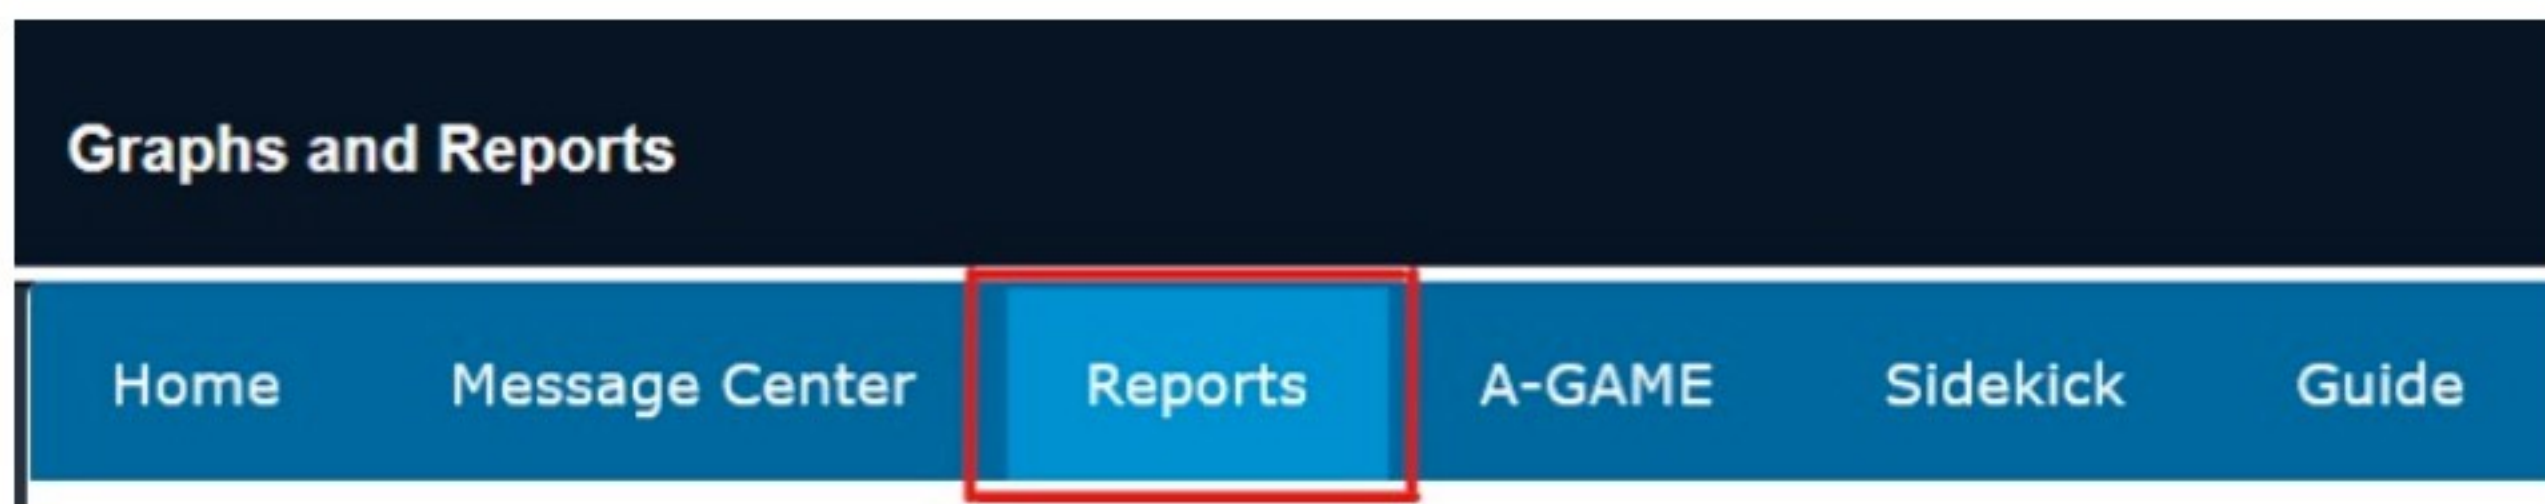 Graphs and Reports
Home Message Center Reports A-GAME Sidekick Guide